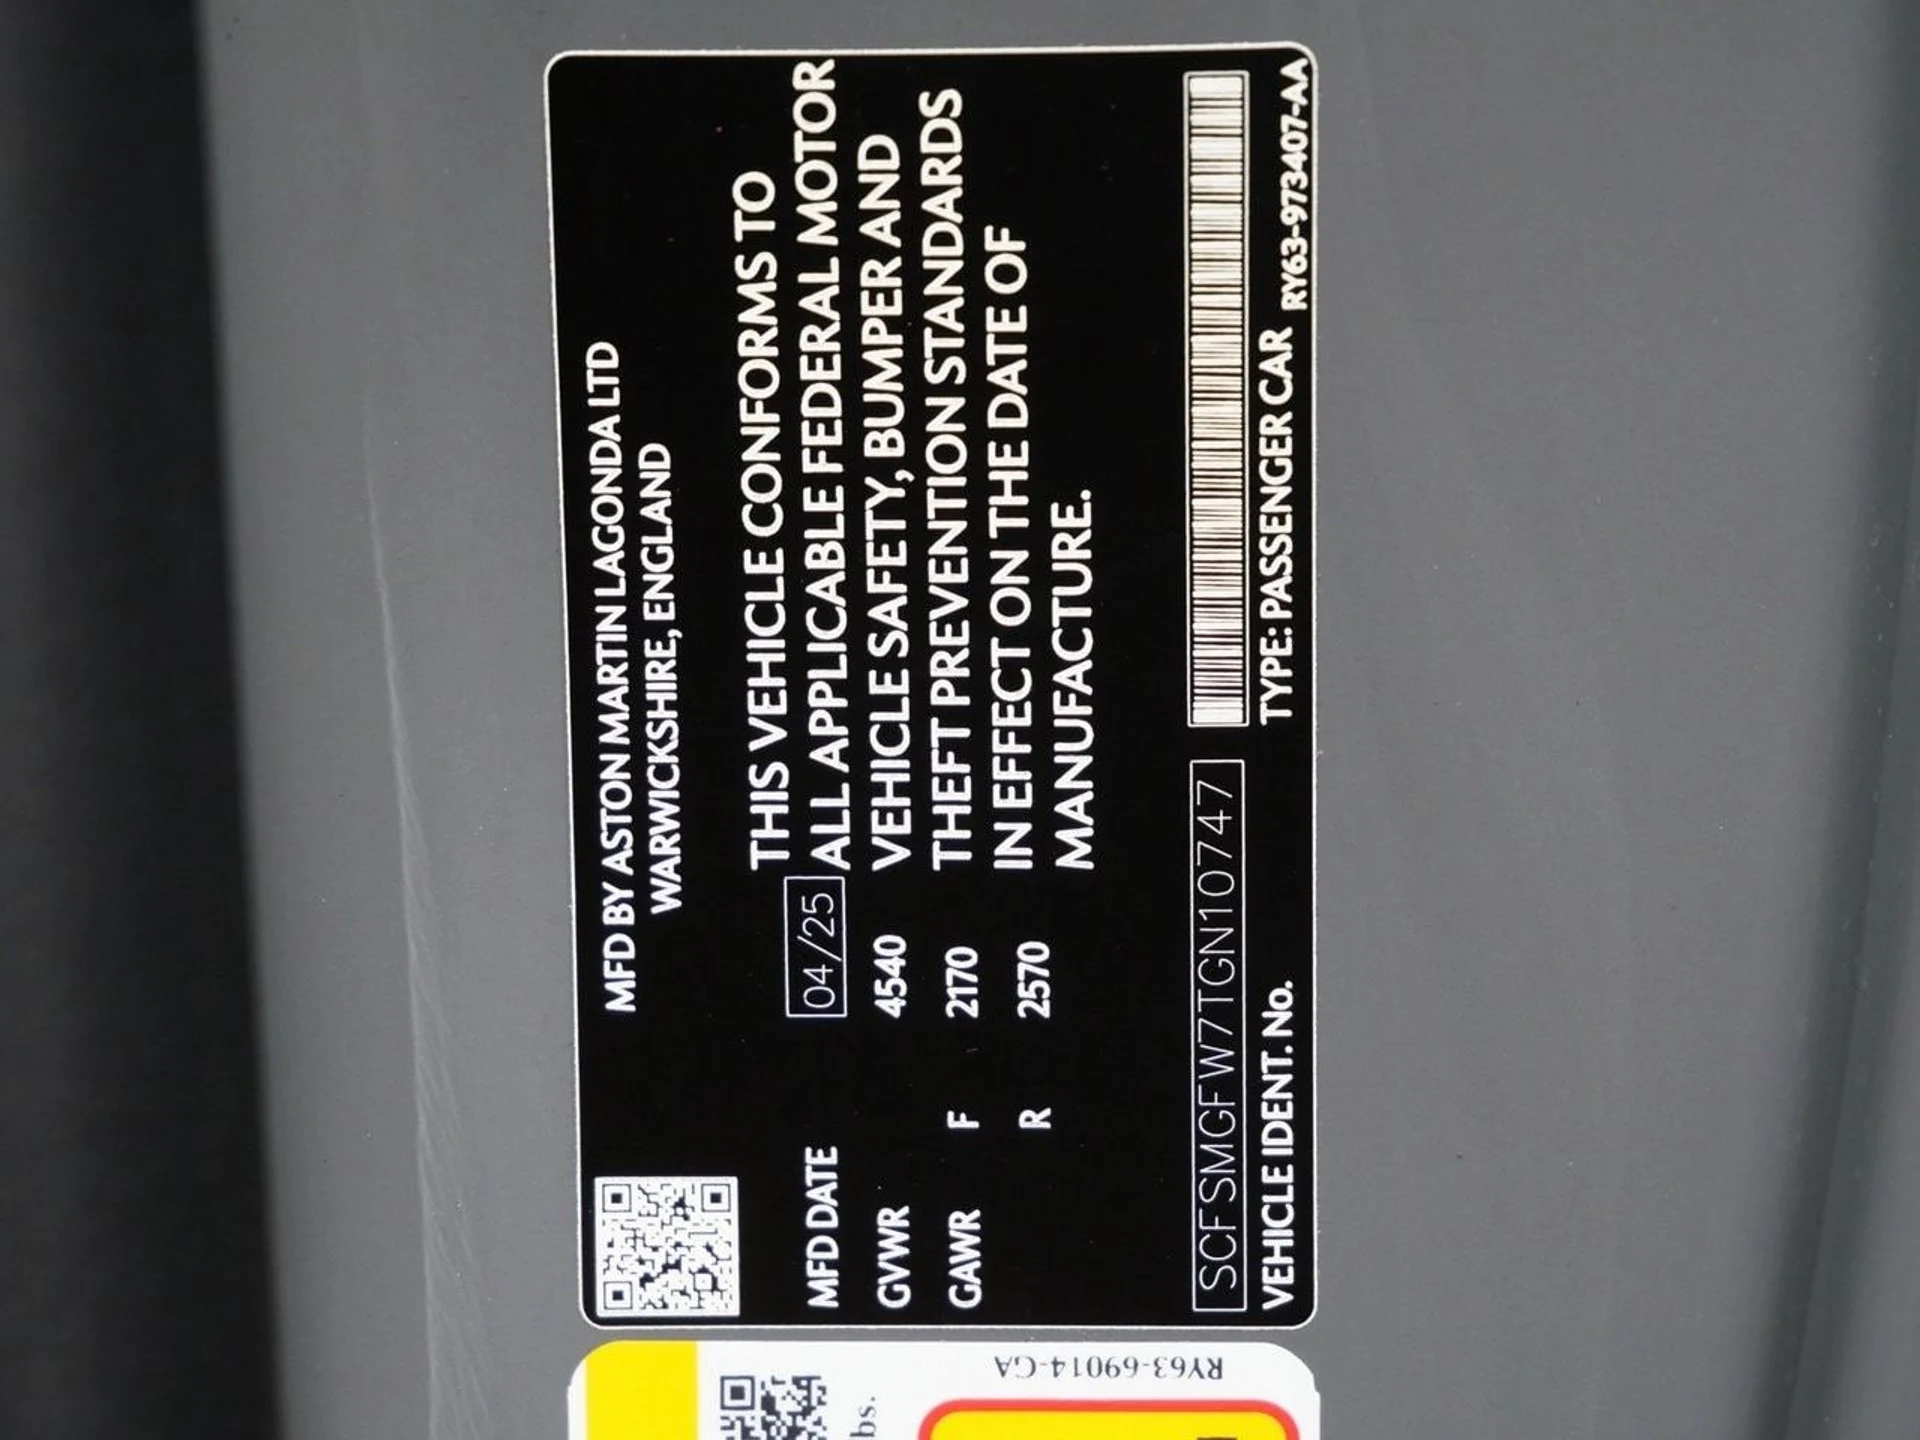 MFD BY ASTON MARTIN LAGONDA LTD
WARWICKSHIRE, ENGLAND
THIS VEHICLE CONFORMS TO
MFD DATE 04/25 ALL APPLICABLE FEDERAL MOTOR
GVWR 4540 VEHICLE SAFETY, BUMPER AND
GAWR F 2170 THEFT PREVENTION STANDARDS
R 2570 IN EFFECT ON THE DATE OF
MANUFACTURE.
SCFSMGFW7TGN10747
VEHICLE IDENT. No. TYPE: PASSENGER CAR RY63-973407-AA
RY63-69014-GA